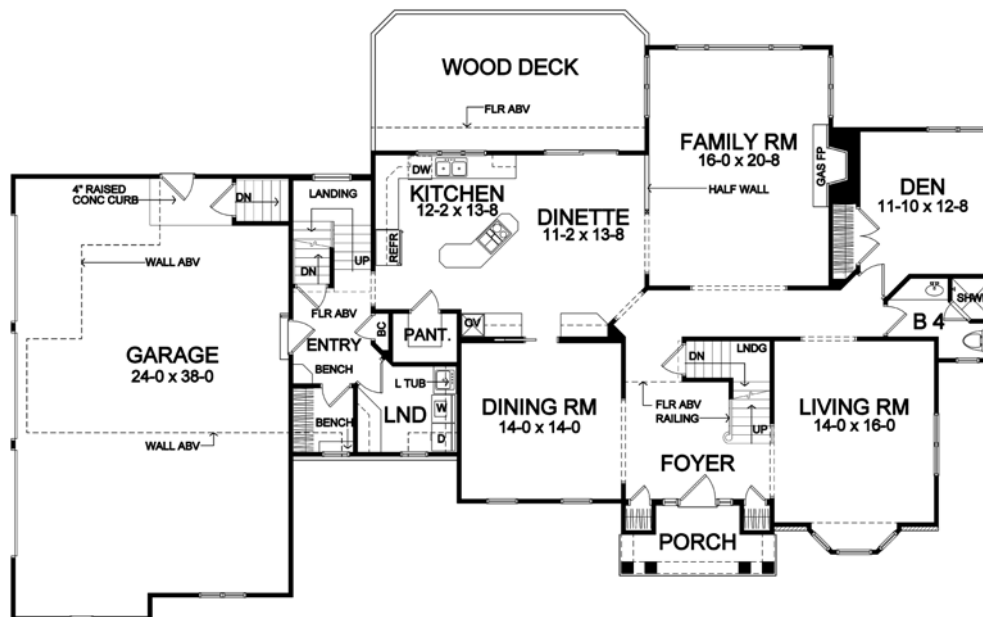 WOOD DECK
FLR ABV
FAMILY RM
16-0 x 20-8
GAS FP
HALF WALL
DEN
11-10 x 12-8
DW
KITCHEN
12-2 x 13-8
DINETTE
11-2 x 13-8
REFR
4" RAISED
CONC CURB
DN
LANDING
UP
DN
WALL ABV
FLR ABV
ENTRY
BENCH
BC
PANT.
OV
GARAGE
24-0 x 38-0
L TUB
W
D
LND
BENCH
WALL ABV
DINING RM
14-0 x 14-0
DN
LNDG
FLR ABV
RAILING
UP
FOYER
LIVING RM
14-0 x 16-0
B 4
SHWR
PORCH